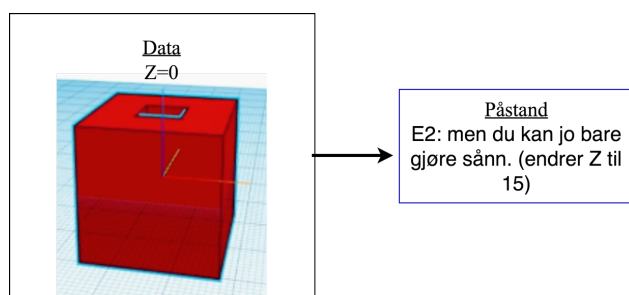 Data
Z=0
Påstand
E2: men du kan jo bare
gjøre sånn. (endrer Z til
15)